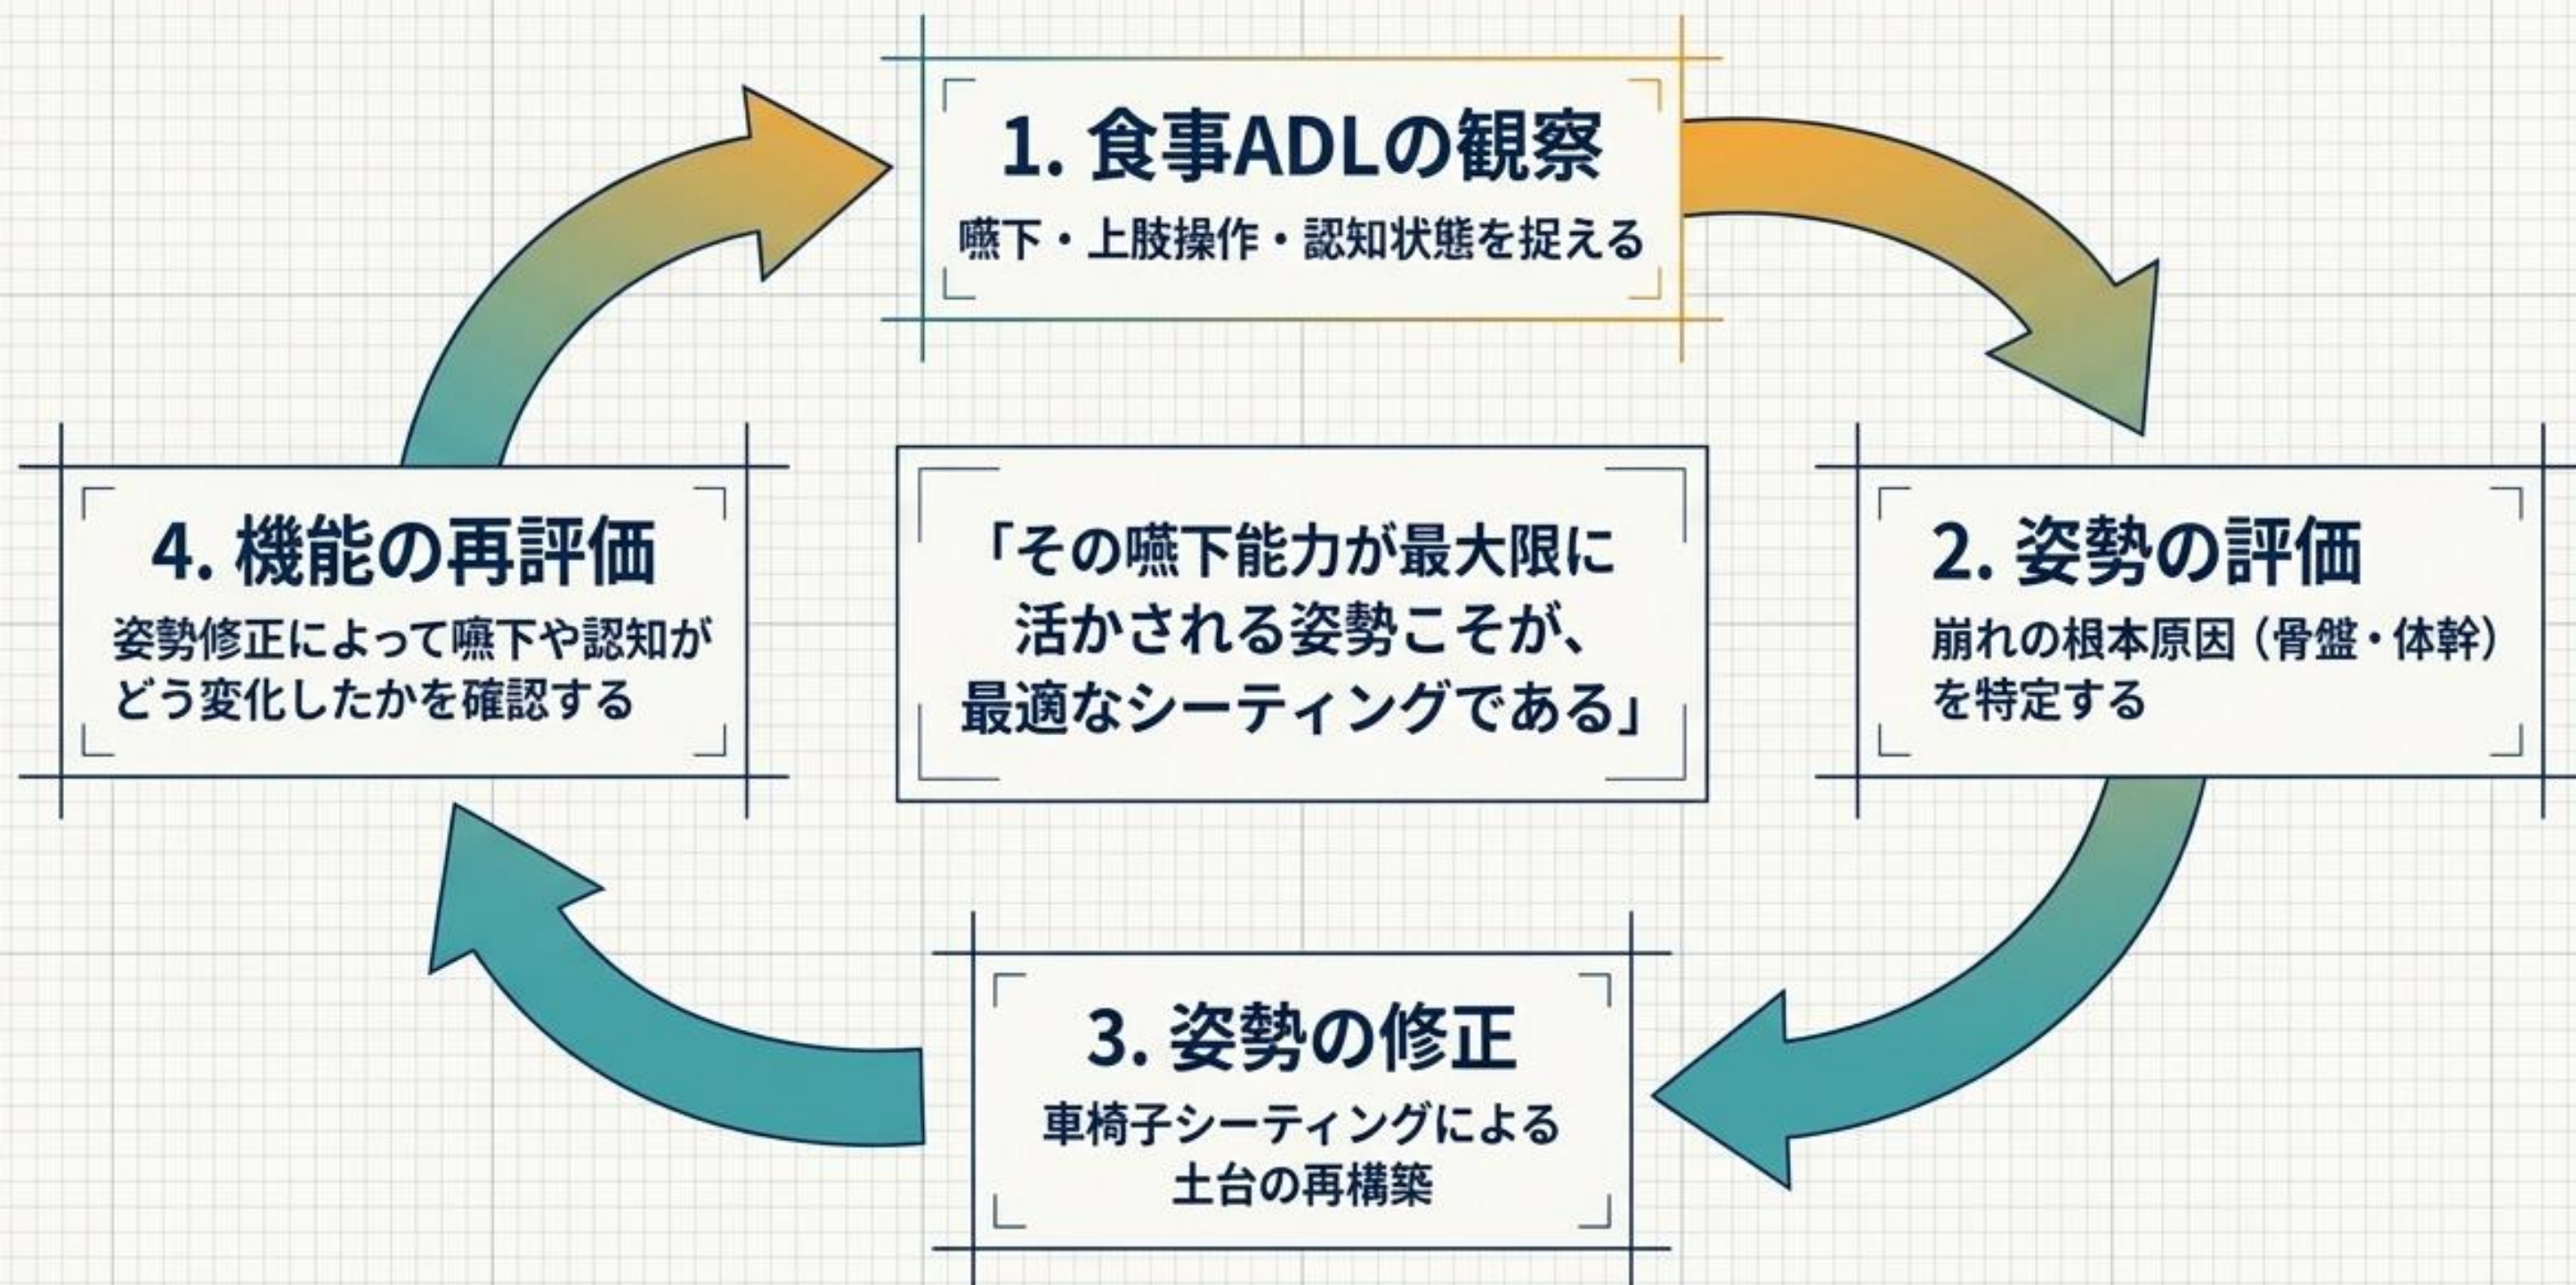 1. 食事ADLの観察
嚥下・上肢操作・認知状態を捉える
2. 姿勢の評価
崩れの根本原因（骨盤・体幹）
を特定する
3. 姿勢の修正
車椅子シーティングによる
土台の再構築
4. 機能の再評価
姿勢修正によって嚥下や認知が
どう変化したかを確認する
「その嚥下能力が最大限に
活かされる姿勢こそが、
最適なシーティングである」